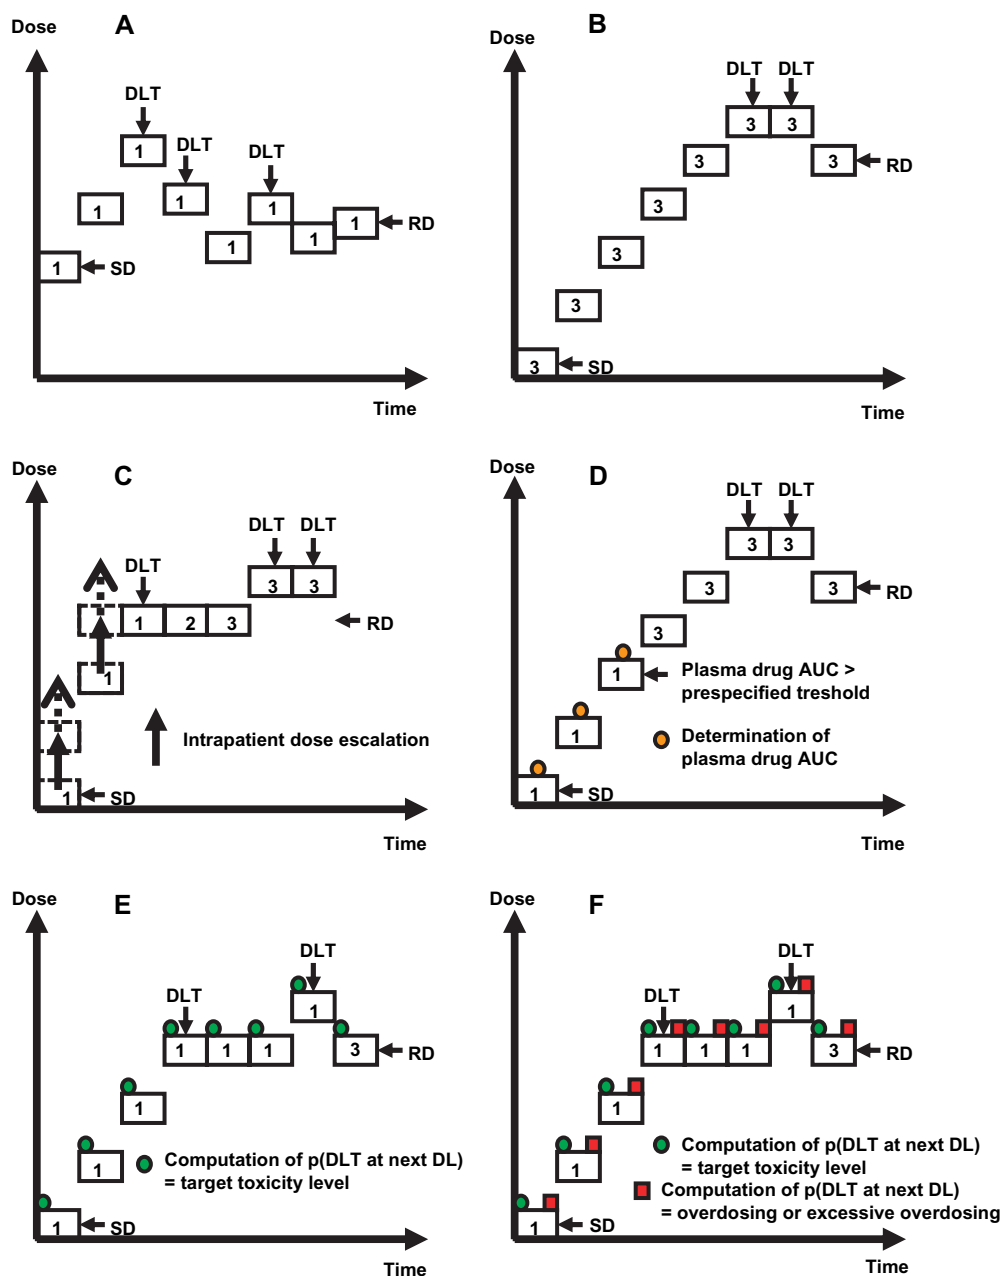 A
Dose
DLT
1
DLT
1
DLT
1
1
1
1
1
RD
1
SD
Time
B
Dose
DLT DLT
3 3
3
3
RD
3
3
3
3
SD
Time
C
Dose
DLT DLT
DLT
3 3
1 2 3
RD
1
Intrapatient dose escalation
1
SD
Time
D
Dose
DLT DLT
3 3
3
3
RD
3
1
Plasma drug AUC >
prespecified treshold
1
Determination of
plasma drug AUC
1
SD
Time
E
Dose
DLT
DLT
1
1 1 1
3
RD
1
1
Computation of p(DLT at next DL)
= target toxicity level
1
SD
Time
F
Dose
DLT
DLT
1
1 1 1
3
RD
1
1
Computation of p(DLT at next DL)
= target toxicity level
Computation of p(DLT at next DL)
= overdosing or excessive overdosing
1
SD
Time